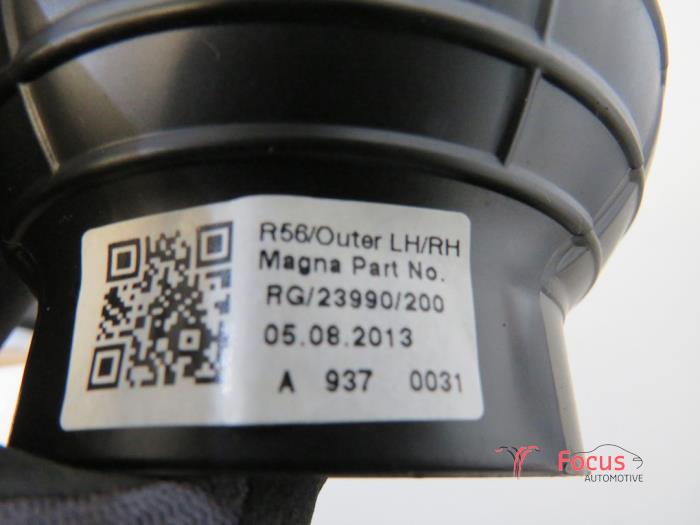 R56/Outer LH/RH
Magna Part No.
RG/23990/200
05.08.2013
A 937 0031
Focus
AUTOMOTIVE